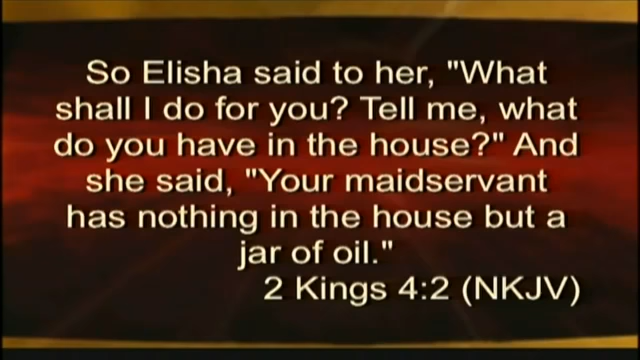 So Elisha said to her, "What
shall I do for you? Tell me, what
do you have in the house?" And
she said, "Your maidservant
has nothing in the house but a
jar of oil."
2 Kings 4:2 (NKJV)